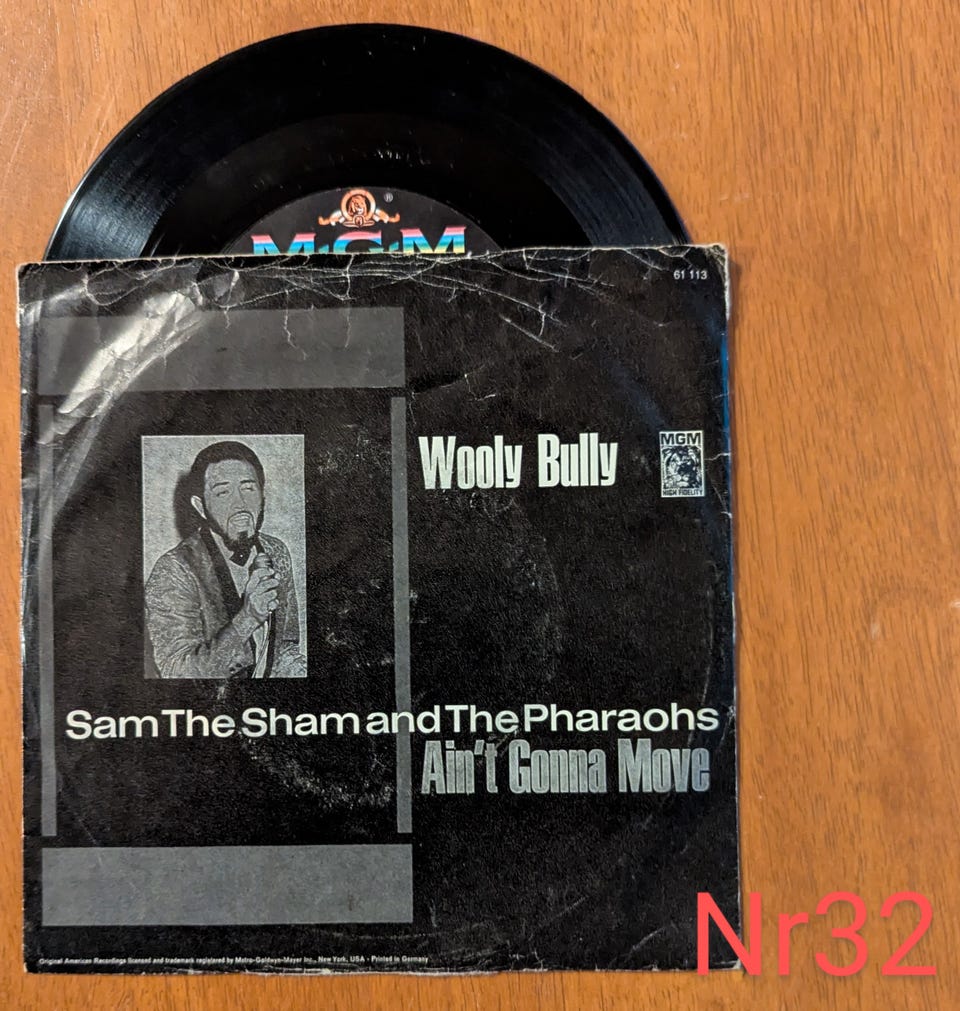 ®
M-G-M
61 113
Wooly Bully
MGM
HIGH FIDELITY
Sam The Sham and The Pharaohs
Ain't Gonna Move
Original American Recordings licensed and trademark registered by Metro-Goldwyn-Mayer Inc., New York, USA - Printed in Germany
Nr32